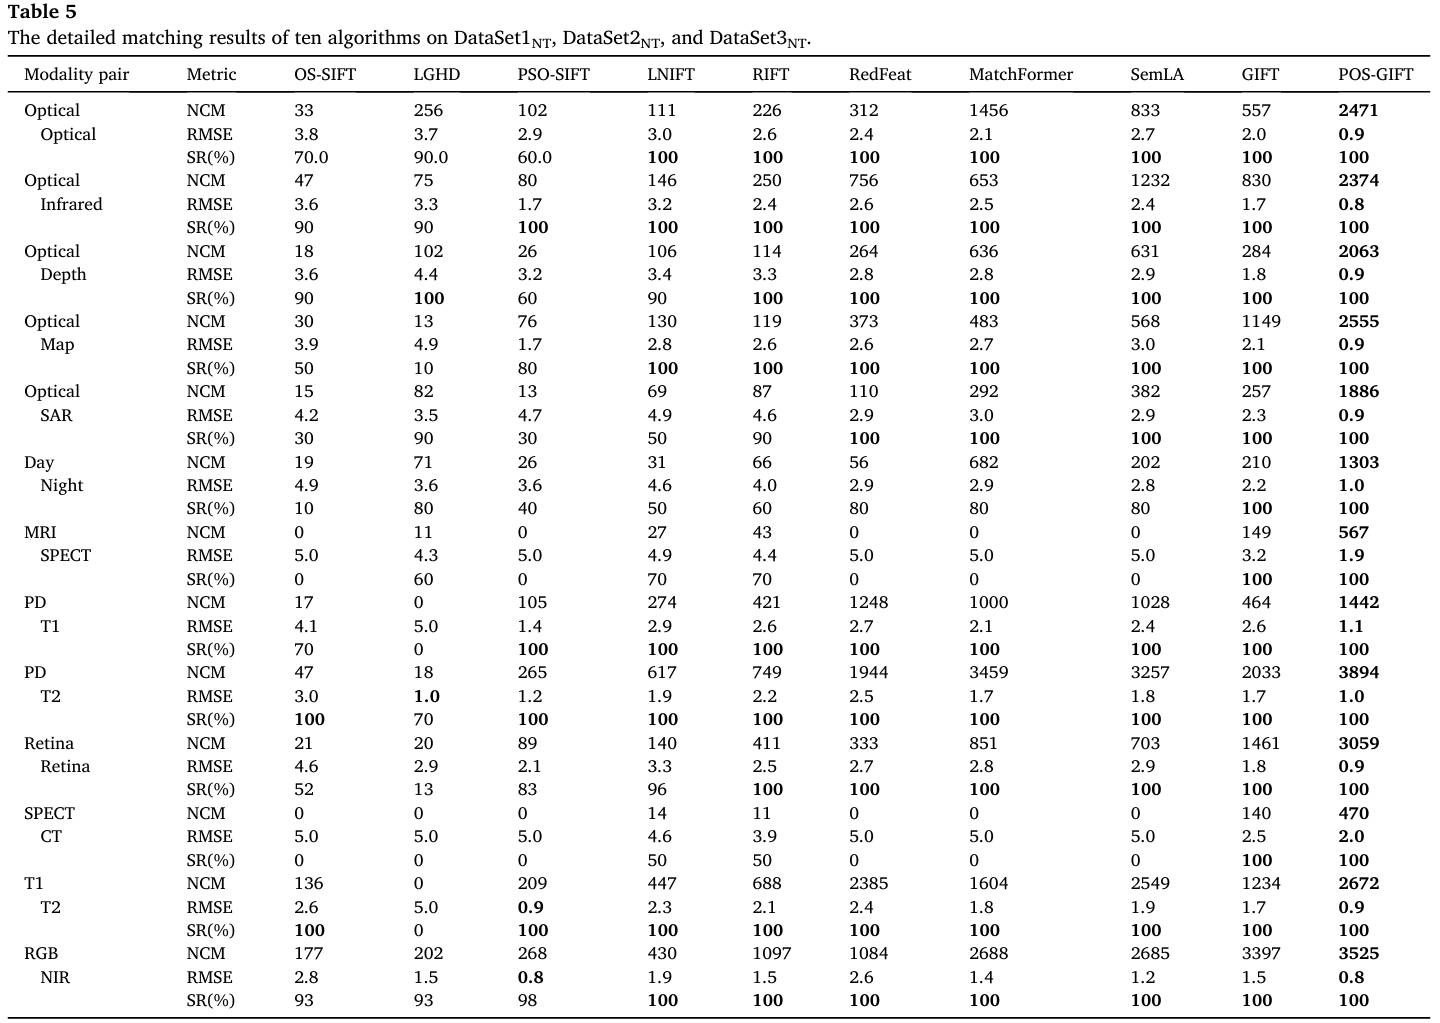 Table 5
The detailed matching results of ten algorithms on DataSet1NT, DataSet2NT, and DataSet3NT.
Modality pair Metric OS-SIFT LGHD PSO-SIFT LNIFT RIFT RedFeat MatchFormer SemLA GIFT POS-GIFT
Optical NCM 33 256 102 111 226 312 1456 833 557 2471
Optical RMSE 3.8 3.7 2.9 3.0 2.6 2.4 2.1 2.7 2.0 0.9
SR(%) 70.0 90.0 60.0 100 100 100 100 100 100 100
Optical NCM 47 75 80 146 250 756 653 1232 830 2374
Infrared RMSE 3.6 3.3 1.7 3.2 2.4 2.6 2.5 2.4 1.7 0.8
SR(%) 90 90 100 100 100 100 100 100 100 100
Optical NCM 18 102 26 106 114 264 636 631 284 2063
Depth RMSE 3.6 4.4 3.2 3.4 3.3 2.8 2.8 2.9 1.8 0.9
SR(%) 90 100 60 90 100 100 100 100 100 100
Optical NCM 30 13 76 130 119 373 483 568 1149 2555
Map RMSE 3.9 4.9 1.7 2.8 2.6 2.6 2.7 3.0 2.1 0.9
SR(%) 50 10 80 100 100 100 100 100 100 100
Optical NCM 15 82 13 69 87 110 292 382 257 1886
SAR RMSE 4.2 3.5 4.7 4.9 4.6 2.9 3.0 2.9 2.3 0.9
SR(%) 30 90 30 50 90 100 100 100 100 100
Day NCM 19 71 26 31 66 56 682 202 210 1303
Night RMSE 4.9 3.6 3.6 4.6 4.0 2.9 2.9 2.8 2.2 1.0
SR(%) 10 80 40 50 60 80 80 80 100 100
MRI NCM 0 11 0 27 43 0 0 0 149 567
SPECT RMSE 5.0 4.3 5.0 4.9 4.4 5.0 5.0 5.0 3.2 1.9
SR(%) 0 60 0 70 70 0 0 0 100 100
PD NCM 17 0 105 274 421 1248 1000 1028 464 1442
T1 RMSE 4.1 5.0 1.4 2.9 2.6 2.7 2.1 2.4 2.6 1.1
SR(%) 70 0 100 100 100 100 100 100 100 100
PD NCM 47 18 265 617 749 1944 3459 3257 2033 3894
T2 RMSE 3.0 1.0 1.2 1.9 2.2 2.5 1.7 1.8 1.7 1.0
SR(%) 100 70 100 100 100 100 100 100 100 100
Retina NCM 21 20 89 140 411 333 851 703 1461 3059
Retina RMSE 4.6 2.9 2.1 3.3 2.5 2.7 2.8 2.9 1.8 0.9
SR(%) 52 13 83 96 100 100 100 100 100 100
SPECT NCM 0 0 0 14 11 0 0 0 140 470
CT RMSE 5.0 5.0 5.0 4.6 3.9 5.0 5.0 5.0 2.5 2.0
SR(%) 0 0 0 50 50 0 0 0 100 100
T1 NCM 136 0 209 447 688 2385 1604 2549 1234 2672
T2 RMSE 2.6 5.0 0.9 2.3 2.1 2.4 1.8 1.9 1.7 0.9
SR(%) 100 0 100 100 100 100 100 100 100 100
RGB NCM 177 202 268 430 1097 1084 2688 2685 3397 3525
NIR RMSE 2.8 1.5 0.8 1.9 1.5 2.6 1.4 1.2 1.5 0.8
SR(%) 93 93 98 100 100 100 100 100 100 100